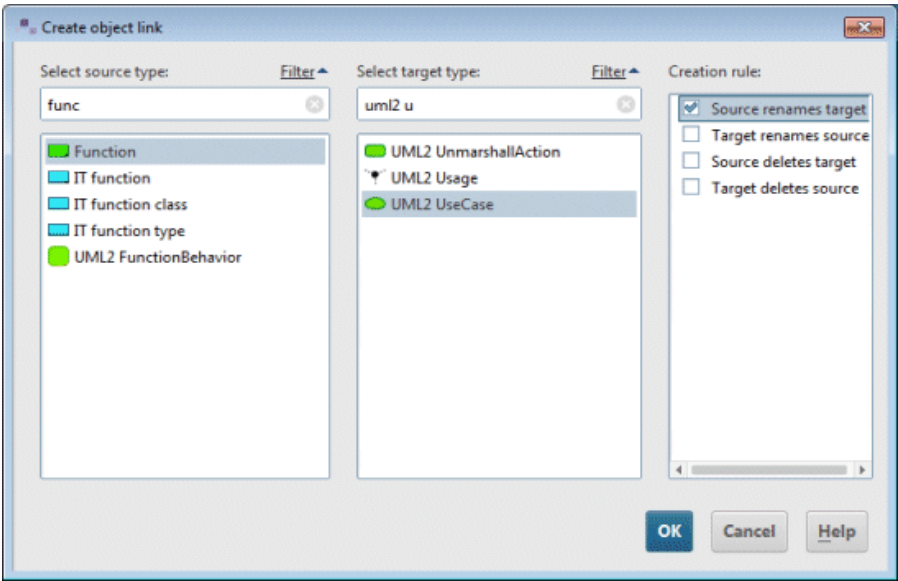 Create object link
Select source type:
Filter
Select target type:
Filter
Creation rule:
func
uml2 u
Function
IT function
IT function class
IT function type
UML2 FunctionBehavior
UML2 UnmarshallAction
UML2 Usage
UML2 UseCase
Source renames target
Target renames source
Source deletes target
Target deletes source
OK
Cancel
Help